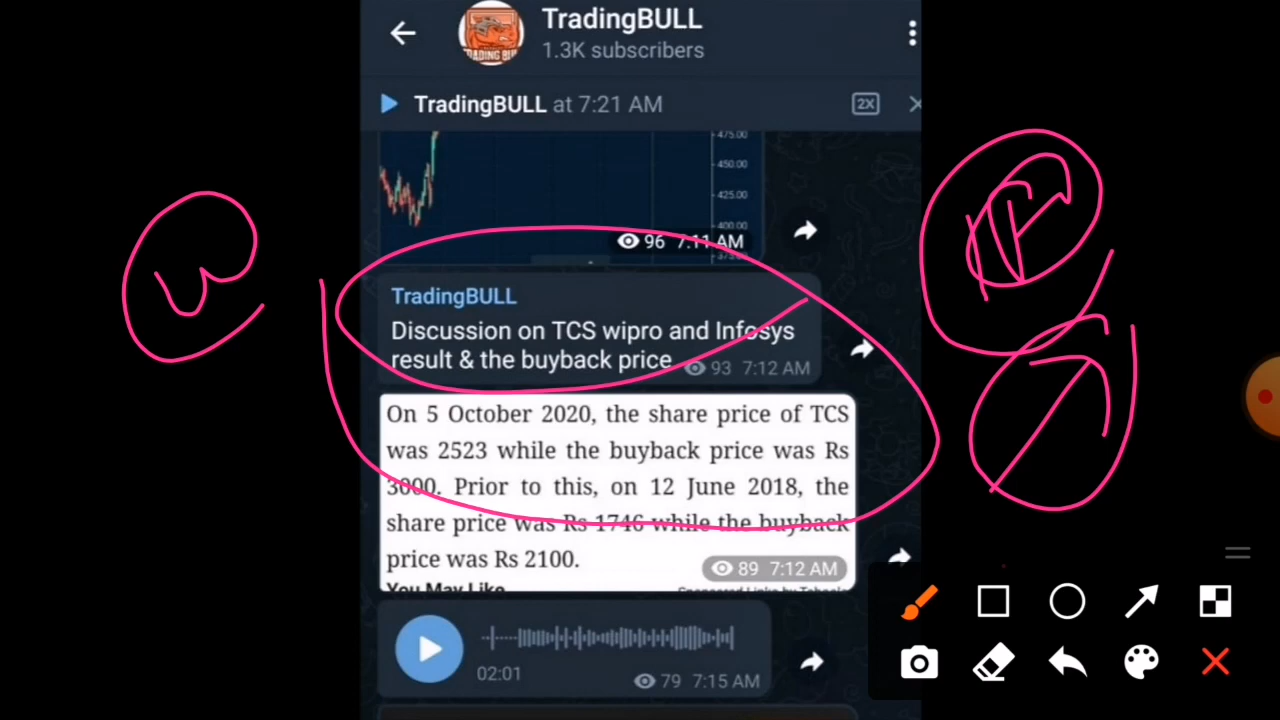 TradingBULL
1.3K subscribers
TradingBULL at 7:21 AM
2X
475.00
450.00
425.00
400.00
375.00
96 7:11 AM
TradingBULL
Discussion on TCS wipro and Infosys
result & the buyback price
93 7:12 AM
On 5 October 2020, the share price of TCS
was 2523 while the buyback price was Rs
3000. Prior to this, on 12 June 2018, the
share price was Rs 1746 while the buyback
price was Rs 2100.
89 7:12 AM
You May Like
02:01
79 7:15 AM